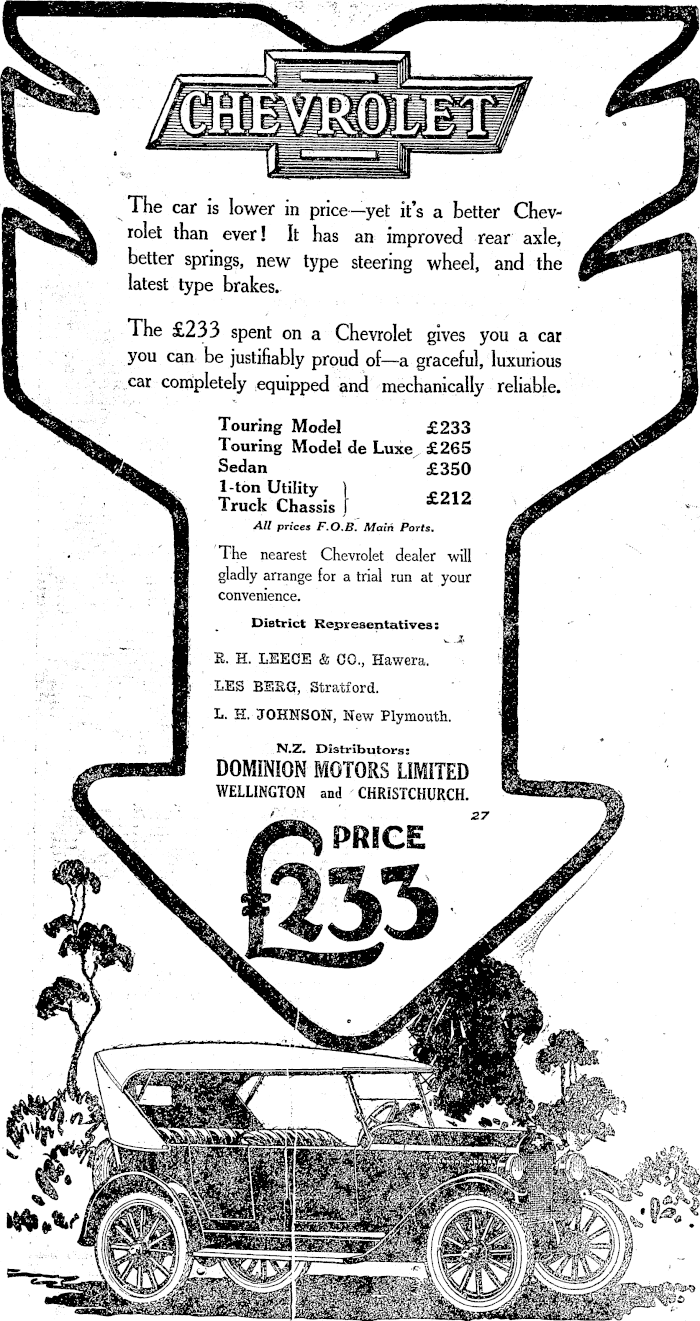 CHEVROLET
The car is lower in price—yet it's a better Chev-
rolet than ever! It has an improved rear axle,
better springs, new type steering wheel, and the
latest type brakes.
The £233 spent on a Chevrolet gives you a car
you can be justifiably proud of—a graceful, luxurious
car completely equipped and mechanically reliable.
Touring Model £233
Touring Model de Luxe £265
Sedan £350
1-ton Utility
Truck Chassis } £212
All prices F.O.B. Main Ports.
The nearest Chevrolet dealer will
gladly arrange for a trial run at your
convenience.
District Representatives:
R. H. LEECE & CO., Hawera.
LES BERG, Stratford.
L. H. JOHNSON, New Plymouth.
N.Z. Distributors:
DOMINION MOTORS LIMITED
WELLINGTON and CHRISTCHURCH.
27
PRICE
£233